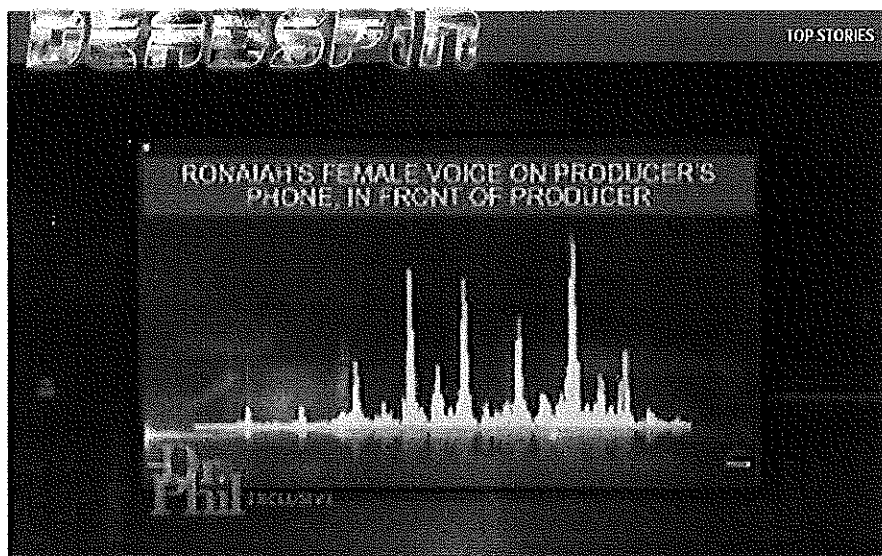 DEADSPIN
TOP STORIES
RONAIAH'S FEMALE VOICE ON PRODUCER'S
PHONE, IN FRONT OF PRODUCER
Dr.
Phil